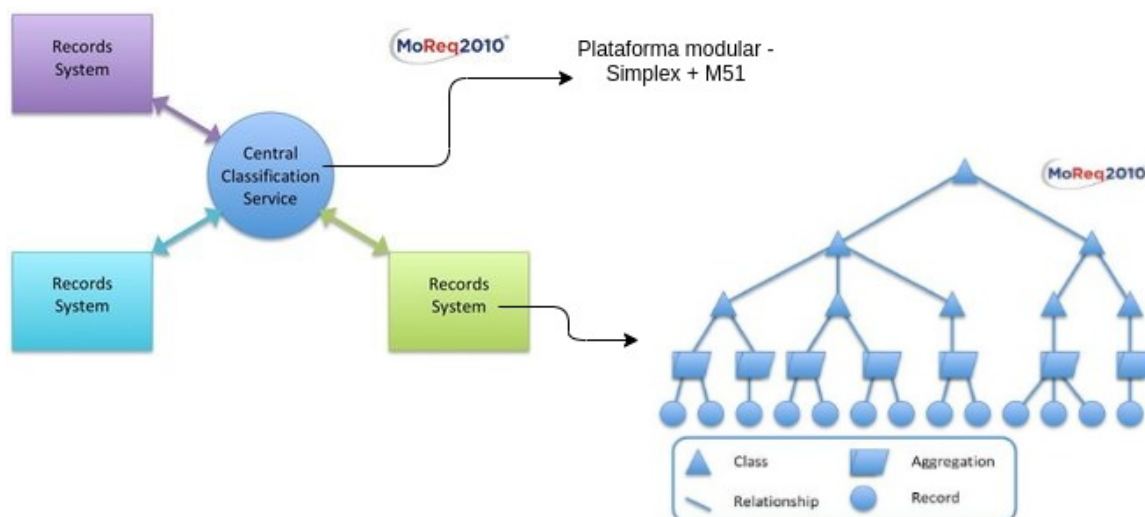 Records
System
MoReq2010®
Plataforma modular -
Simplex + M51
Central
Classification
Service
MoReq2010
Records
System
Records
System
Class
Aggregation
Relationship
Record